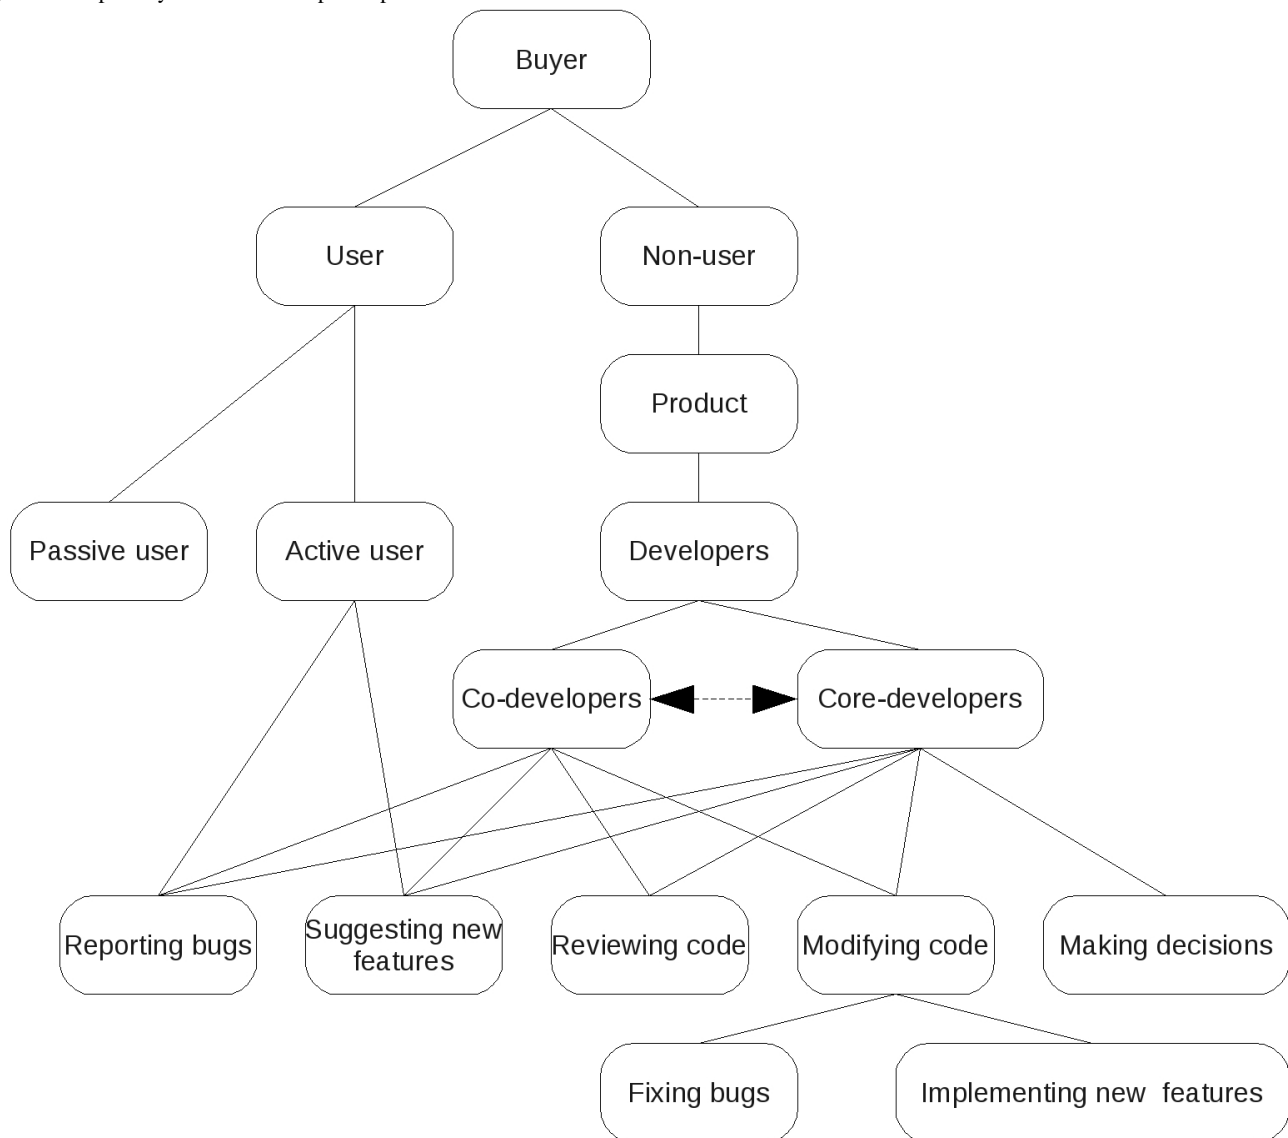 Buyer
User
Non-user
Product
Passive user
Active user
Developers
Co-developers
Core-developers
Reporting bugs
Suggesting new
features
Reviewing code
Modifying code
Making decisions
Fixing bugs
Implementing new  features